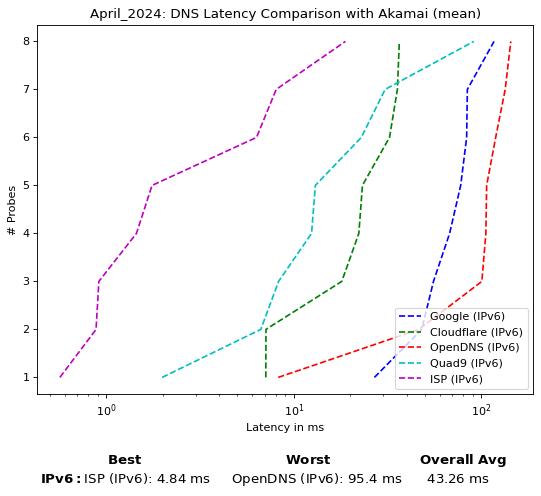 April_2024: DNS Latency Comparison with Akamai (mean)
8
7
6
5
4
3
2
1
# Probes
Google (IPv6)
Cloudflare (IPv6)
OpenDNS (IPv6)
Quad9 (IPv6)
ISP (IPv6)
10⁰ 10¹ 10²
Latency in ms
Best Worst Overall Avg
IPv6: ISP (IPv6): 4.84 ms OpenDNS (IPv6): 95.4 ms 43.26 ms